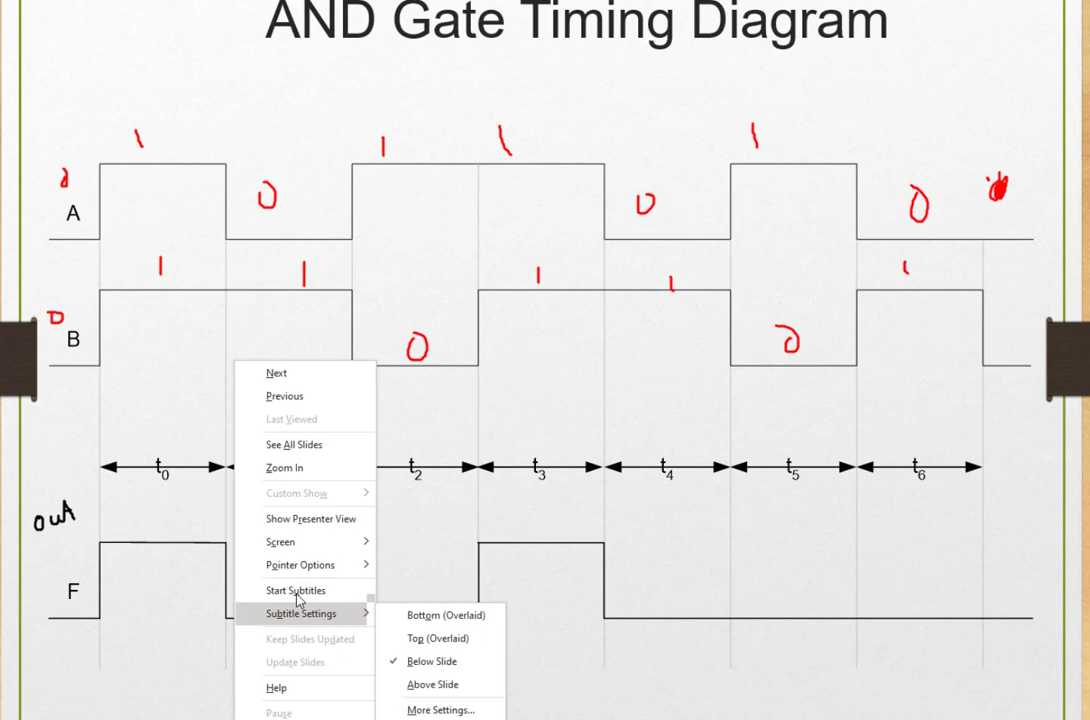 AND Gate Timing Diagram
1 1 1 1
0 0 0
A
1 1 1 1 1
0
B
0 0
t0 t2 t3 t4 t5 t6
out
F
Next
Previous
Last Viewed
See All Slides
Zoom In
Custom Show
Show Presenter View
Screen
Pointer Options
Start Subtitles
Subtitle Settings
Keep Slides Updated
Update Slides
Help
Pause
Bottom (Overlaid)
Top (Overlaid)
Below Slide
Above Slide
More Settings...